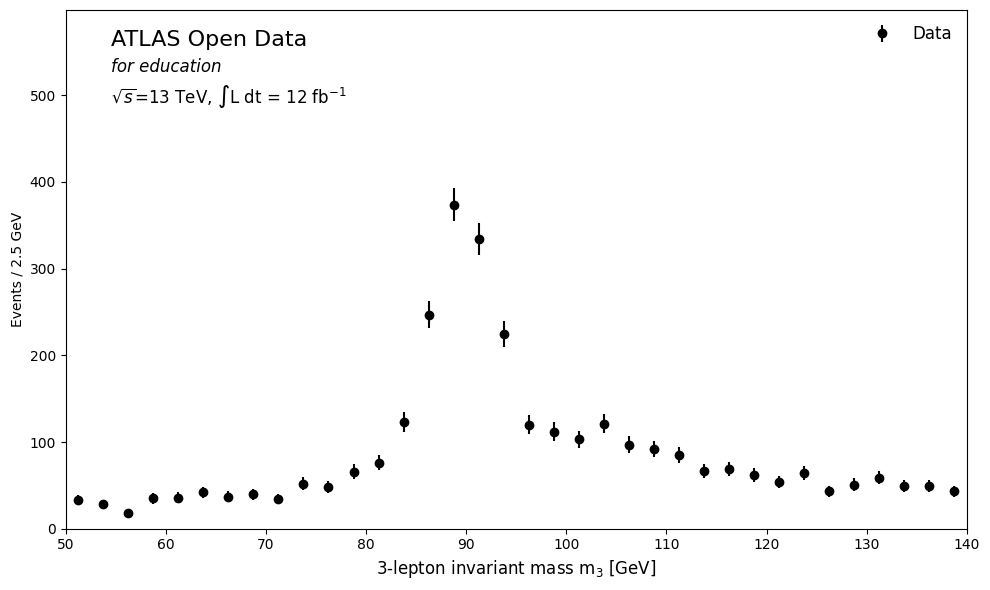 ATLAS Open Data
for education
√s=13 TeV, ∫L dt = 12 fb⁻¹
Data
Events / 2.5 GeV
500
400
300
200
100
0
50 60 70 80 90 100 110 120 130 140
3-lepton invariant mass m₃ [GeV]